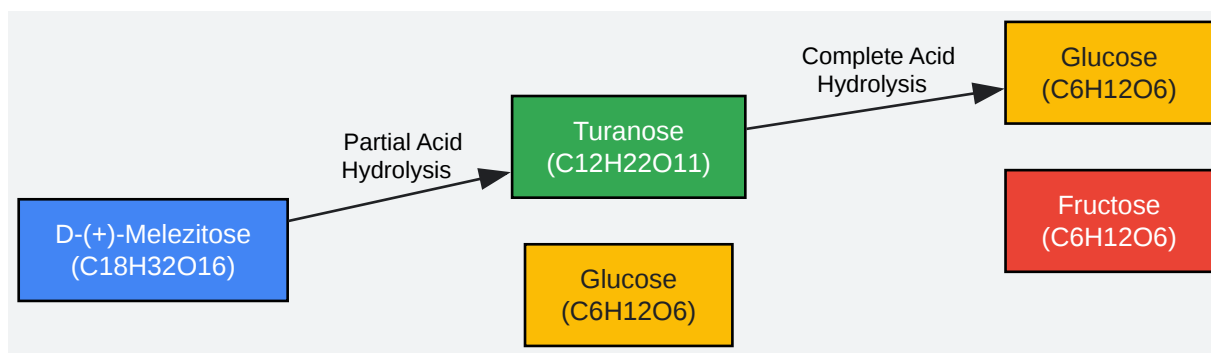 D-(+)-Melezitose
(C18H32O16)
Partial Acid
Hydrolysis
Turanose
(C12H22O11)
Glucose
(C6H12O6)
Complete Acid
Hydrolysis
Glucose
(C6H12O6)
Fructose
(C6H12O6)